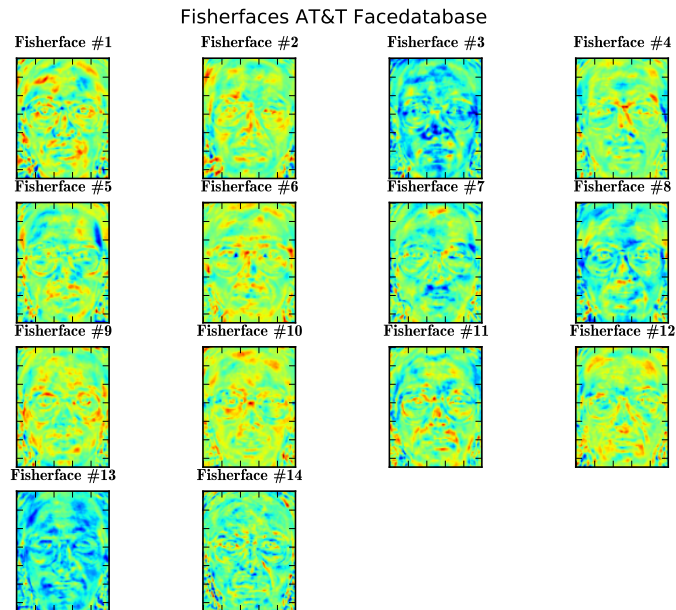 Fisherfaces AT&T Facedatabase
Fisherface #1
Fisherface #2
Fisherface #3
Fisherface #4
Fisherface #5
Fisherface #6
Fisherface #7
Fisherface #8
Fisherface #9
Fisherface #10
Fisherface #11
Fisherface #12
Fisherface #13
Fisherface #14